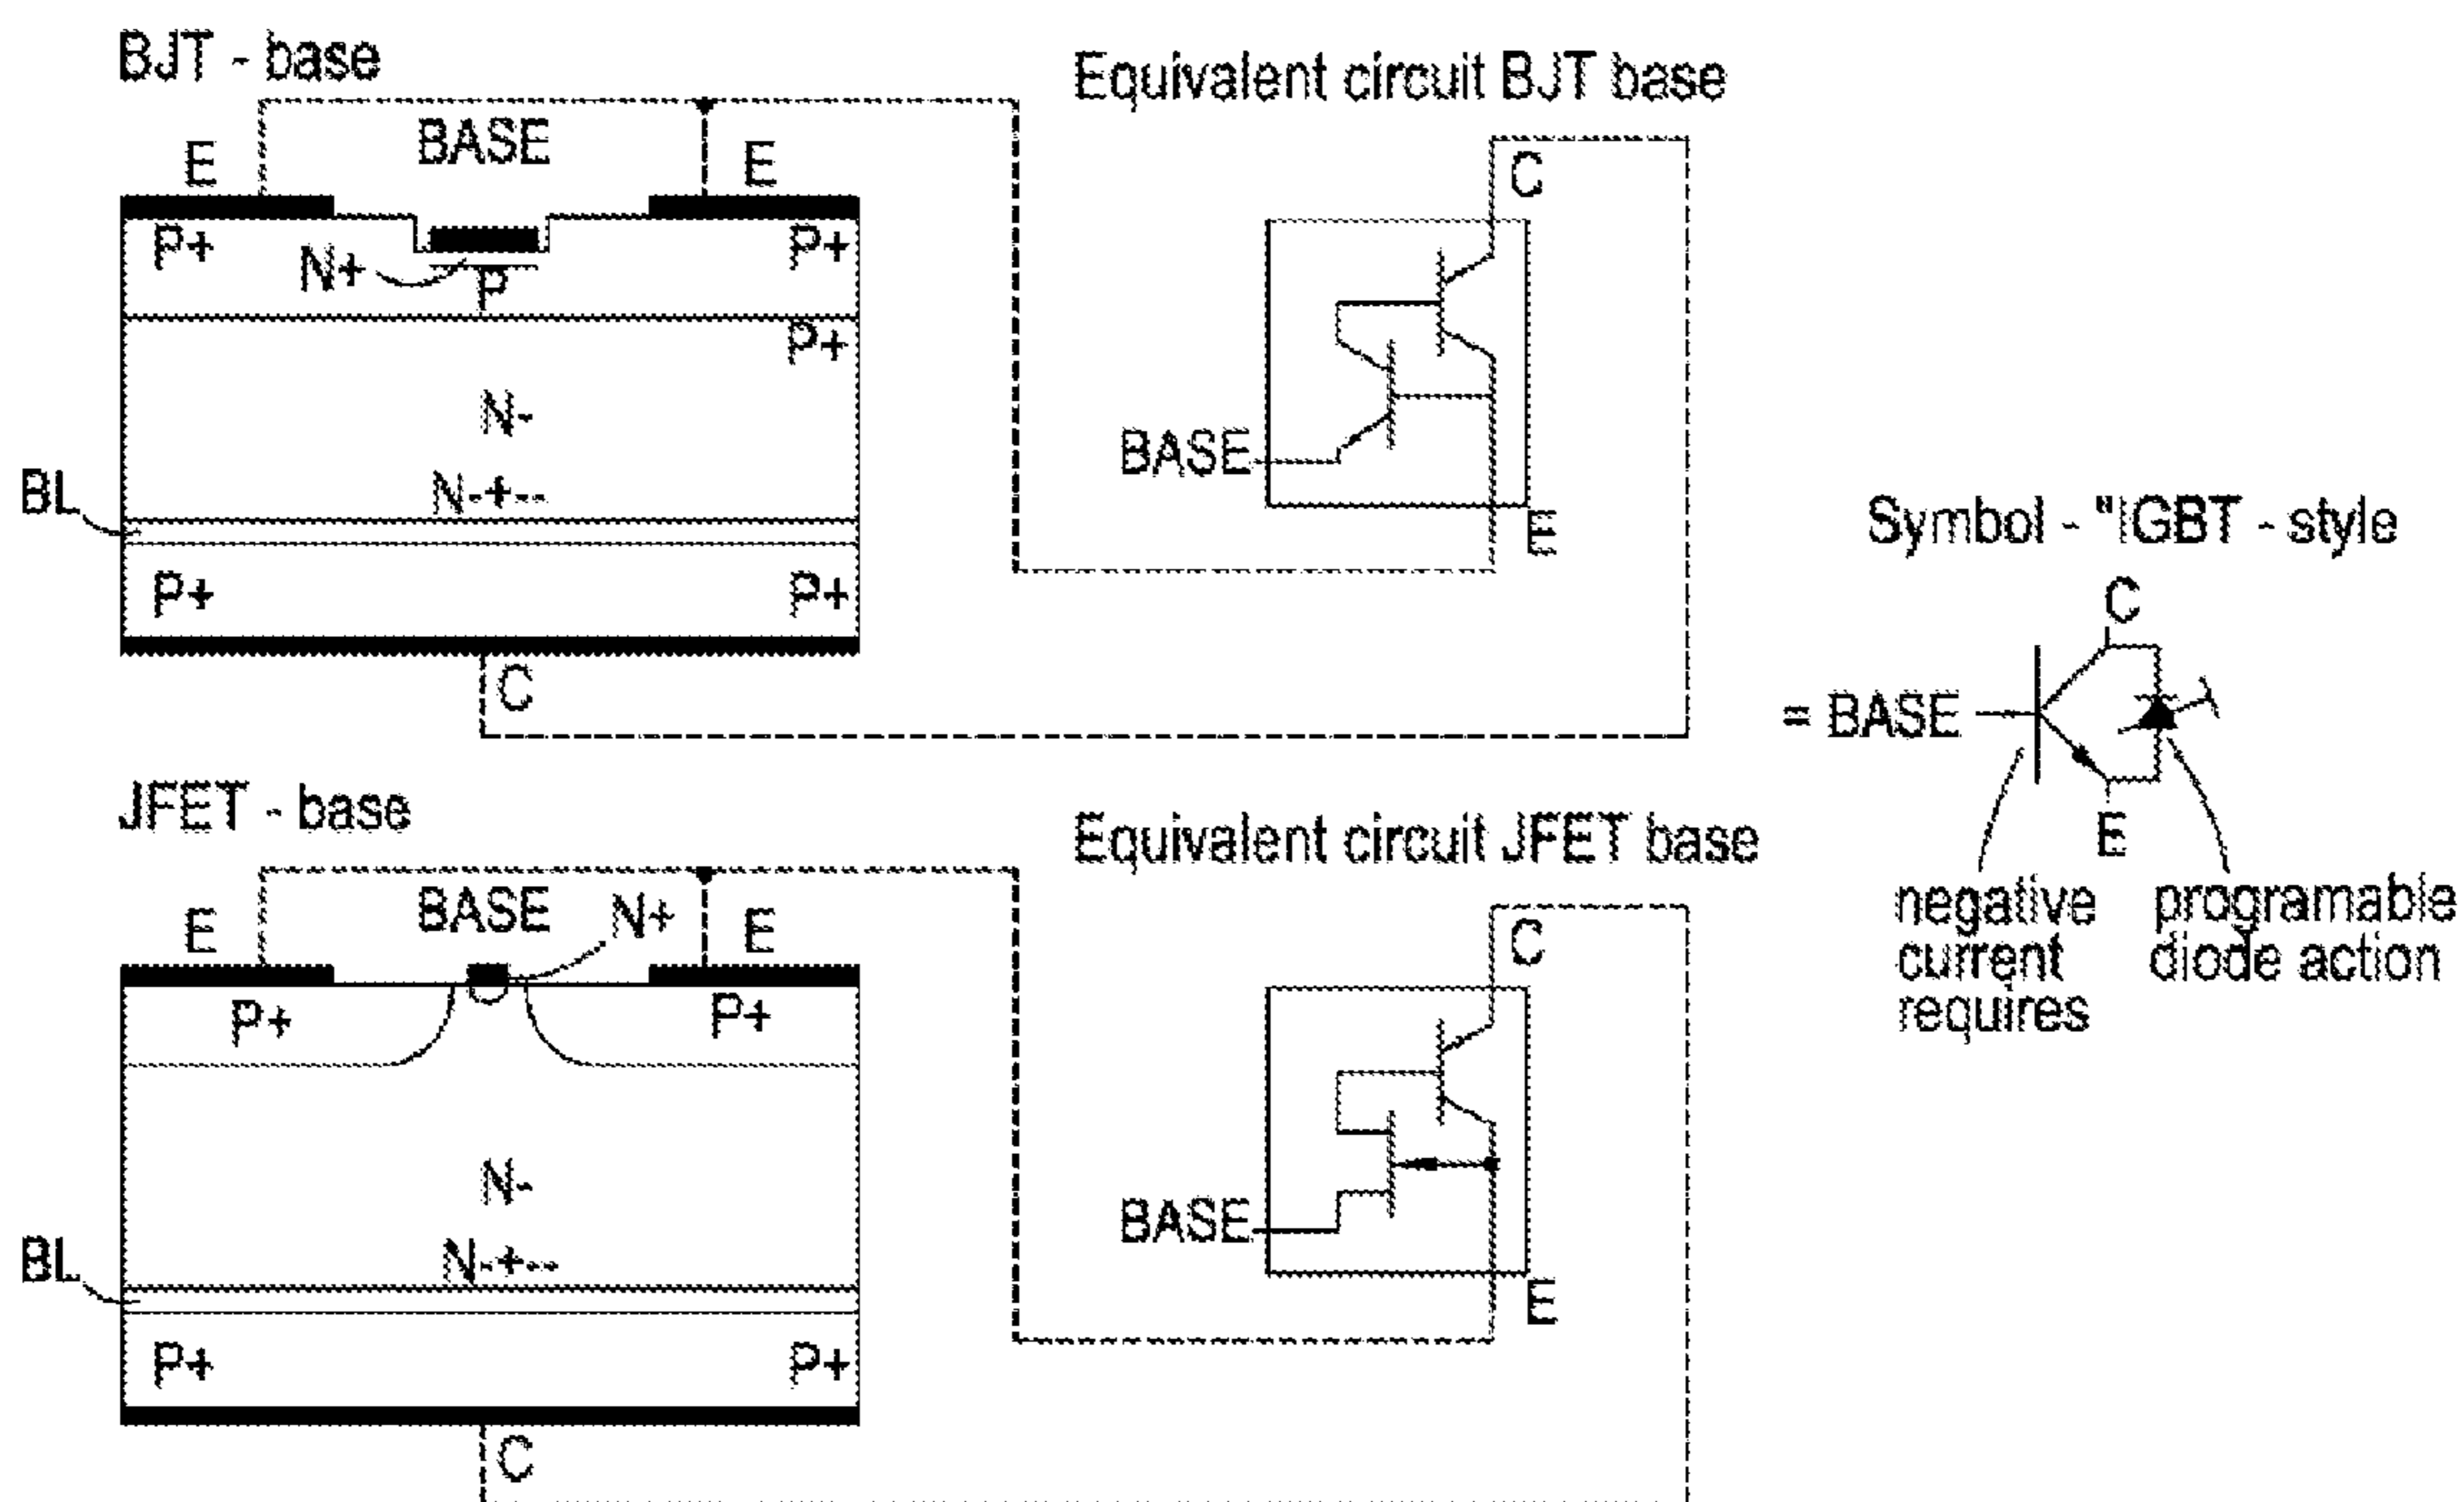 BJT - base
Equivalent circuit BJT base
E
BASE
E
C
P+
N+
P
P+
P+
N-
BASE
BL
N-+--
E
P+
P+
C
Symbol - "IGBT - style
C
= BASE
E
negative
current
requires
programable
diode action
JFET - base
Equivalent circuit JFET base
E
BASE
N+
E
C
P+
P+
N-
BASE
BL
N-+--
E
P+
P+
C